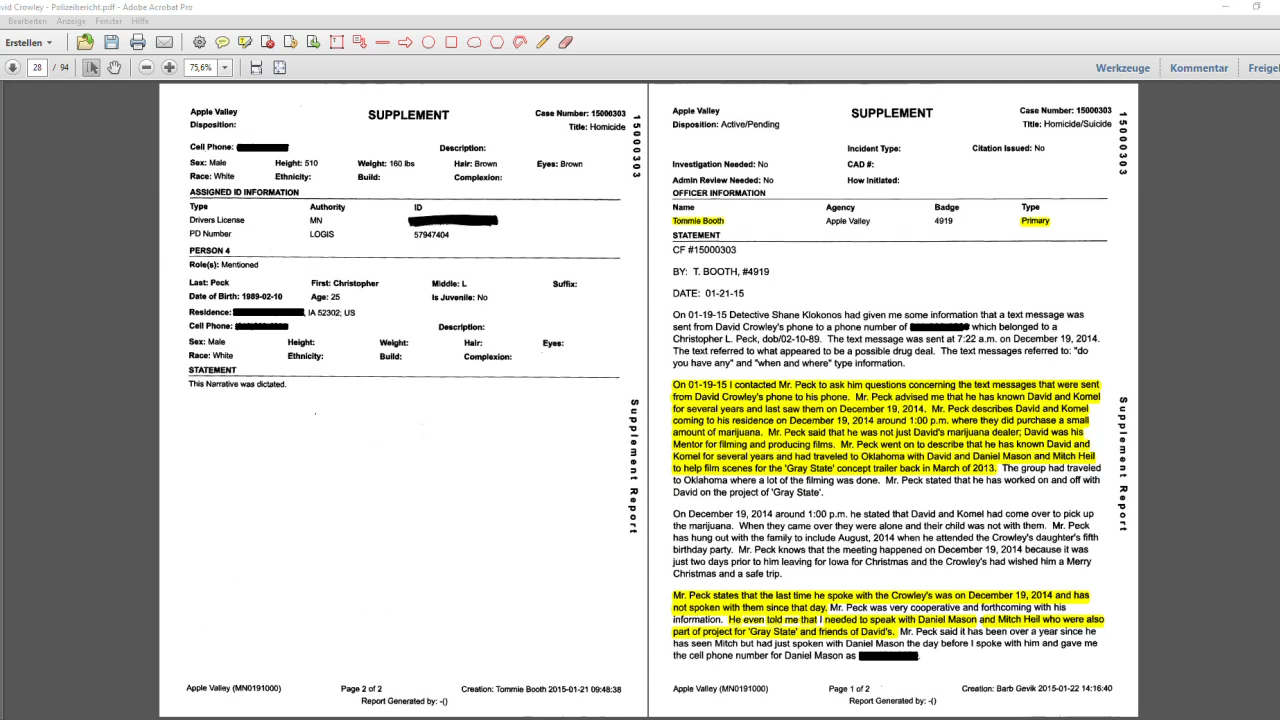 vid Crowley - Polizeibericht.pdf - Adobe Acrobat Pro
Bearbeiten Anzeige Fenster Hilfe
Erstellen
28 / 94 75,6% Werkzeuge Kommentar Freigel
Apple Valley SUPPLEMENT Case Number: 15000303
Disposition: Title: Homicide
Cell Phone: Description:
Sex: Male Height: 510 Weight: 160 lbs Hair: Brown Eyes: Brown
Race: White Ethnicity: Build: Complexion:
ASSIGNED ID INFORMATION
Type Authority ID
Drivers License MN
PD Number LOGIS 57947404
PERSON 4
Role(s): Mentioned
Last: Peck First: Christopher Middle: L Suffix:
Date of Birth: 1989-02-10 Age: 25 Is Juvenile: No
Residence: , IA 52302; US
Cell Phone: Description:
Sex: Male Height: Weight: Hair: Eyes:
Race: White Ethnicity: Build: Complexion:
STATEMENT
This Narrative was dictated.
15000303
Supplement Report
Apple Valley (MN0191000) Page 2 of 2 Creation: Tommie Booth 2015-01-21 09:48:38
Report Generated by: -()
Apple Valley SUPPLEMENT Case Number: 15000303
Disposition: Active/Pending Title: Homicide/Suicide
Incident Type: Citation Issued: No
Investigation Needed: No CAD #:
Admin Review Needed: No How Initiated:
OFFICER INFORMATION
Name Agency Badge Type
Tommie Booth Apple Valley 4919 Primary
STATEMENT
CF #15000303
BY: T. BOOTH, #4919
DATE: 01-21-15
On 01-19-15 Detective Shane Klokonos had given me some information that a text message was
sent from David Crowley's phone to a phone number of which belonged to a
Christopher L. Peck, dob/02-10-89. The text message was sent at 7:22 a.m. on December 19, 2014.
The text referred to what appeared to be a possible drug deal. The text messages referred to: "do
you have any" and "when and where" type information.
On 01-19-15 I contacted Mr. Peck to ask him questions concerning the text messages that were sent
from David Crowley's phone to his phone. Mr. Peck advised me that he has known David and Komel
for several years and last saw them on December 19, 2014. Mr. Peck describes David and Komel
coming to his residence on December 19, 2014 around 1:00 p.m. where they did purchase a small
amount of marijuana. Mr. Peck said that he was not just David's marijuana dealer; David was his
Mentor for filming and producing films. Mr. Peck went on to describe that he has known David and
Komel for several years and had traveled to Oklahoma with David and Daniel Mason and Mitch Heil
to help film scenes for the 'Gray State' concept trailer back in March of 2013. The group had traveled
to Oklahoma where a lot of the filming was done. Mr. Peck stated that he has worked on and off with
David on the project of 'Gray State'.
On December 19, 2014 around 1:00 p.m. he stated that David and Komel had come over to pick up
the marijuana. When they came over they were alone and their child was not with them. Mr. Peck
has hung out with the family to include August, 2014 when he attended the Crowley's daughter's fifth
birthday party. Mr. Peck knows that the meeting happened on December 19, 2014 because it was
just two days prior to him leaving for Iowa for Christmas and the Crowley's had wished him a Merry
Christmas and a safe trip.
Mr. Peck states that the last time he spoke with the Crowley's was on December 19, 2014 and has
not spoken with them since that day. Mr. Peck was very cooperative and forthcoming with his
information. He even told me that I needed to speak with Daniel Mason and Mitch Heil who were also
part of project for 'Gray State' and friends of David's. Mr. Peck said it has been over a year since he
has seen Mitch but had just spoken with Daniel Mason the day before I spoke with him and gave me
the cell phone number for Daniel Mason as .
15000303
Supplement Report
Apple Valley (MN0191000) Page 1 of 2 Creation: Barb Gevik 2015-01-22 14:16:40
Report Generated by: -()